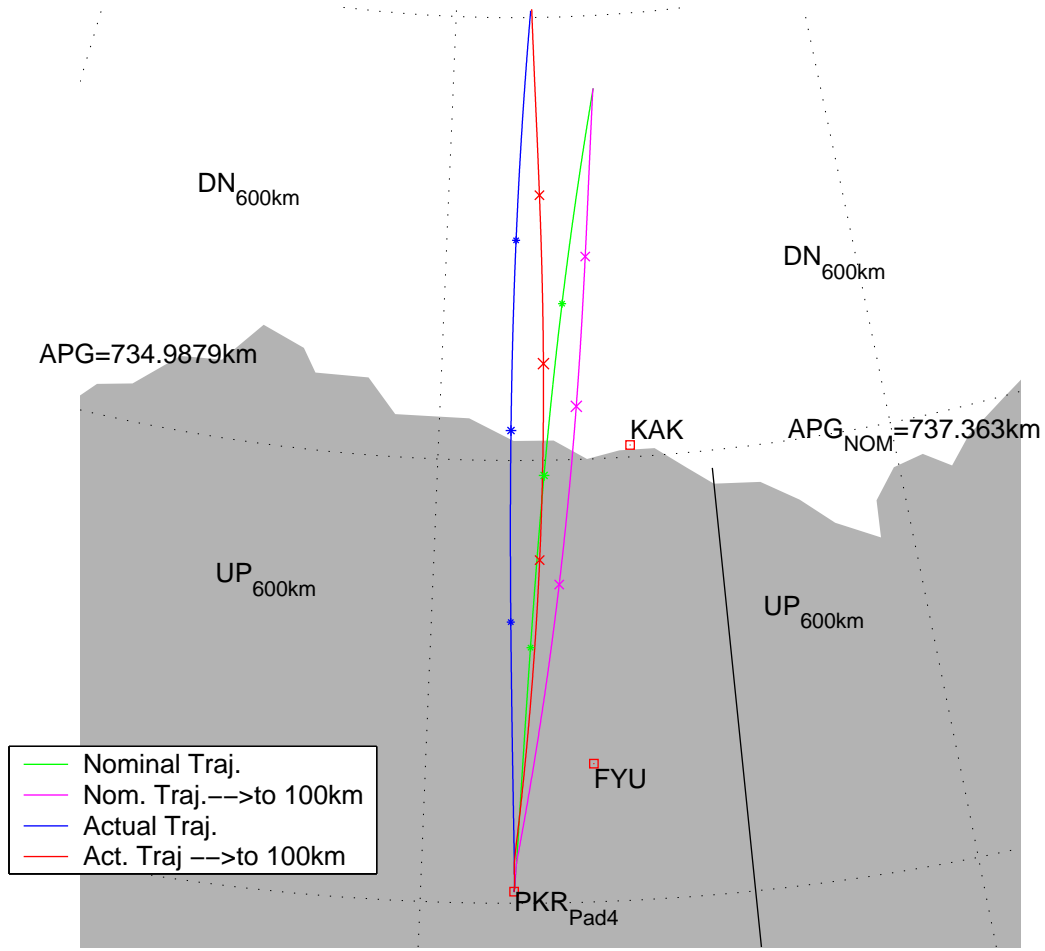 DN600km
DN600km
APG=734.9879km
KAK
APGNOM=737.363km
UP600km
UP600km
FYU
Nominal Traj.
Nom. Traj.−−>to 100km
Actual Traj.
Act. Traj −−>to 100km
PKRPad4